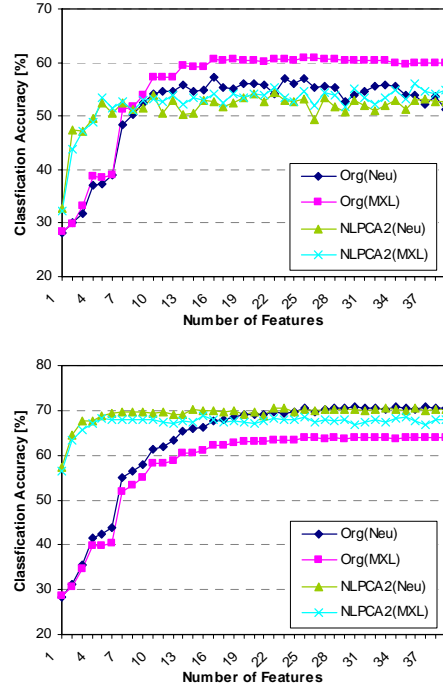 Classfication Accuracy [%]
70
60
50
40
30
20
Org(Neu)
Org(MXL)
NLPCA2(Neu)
NLPCA2(MXL)
1 4 7 10 13 16 19 22 25 28 31 34 37
Number of Features
Classfication Accuracy [%]
80
70
60
50
40
30
20
Org(Neu)
Org(MXL)
NLPCA2(Neu)
NLPCA2(MXL)
1 4 7 10 13 16 19 22 25 28 31 34 37
Number of Features